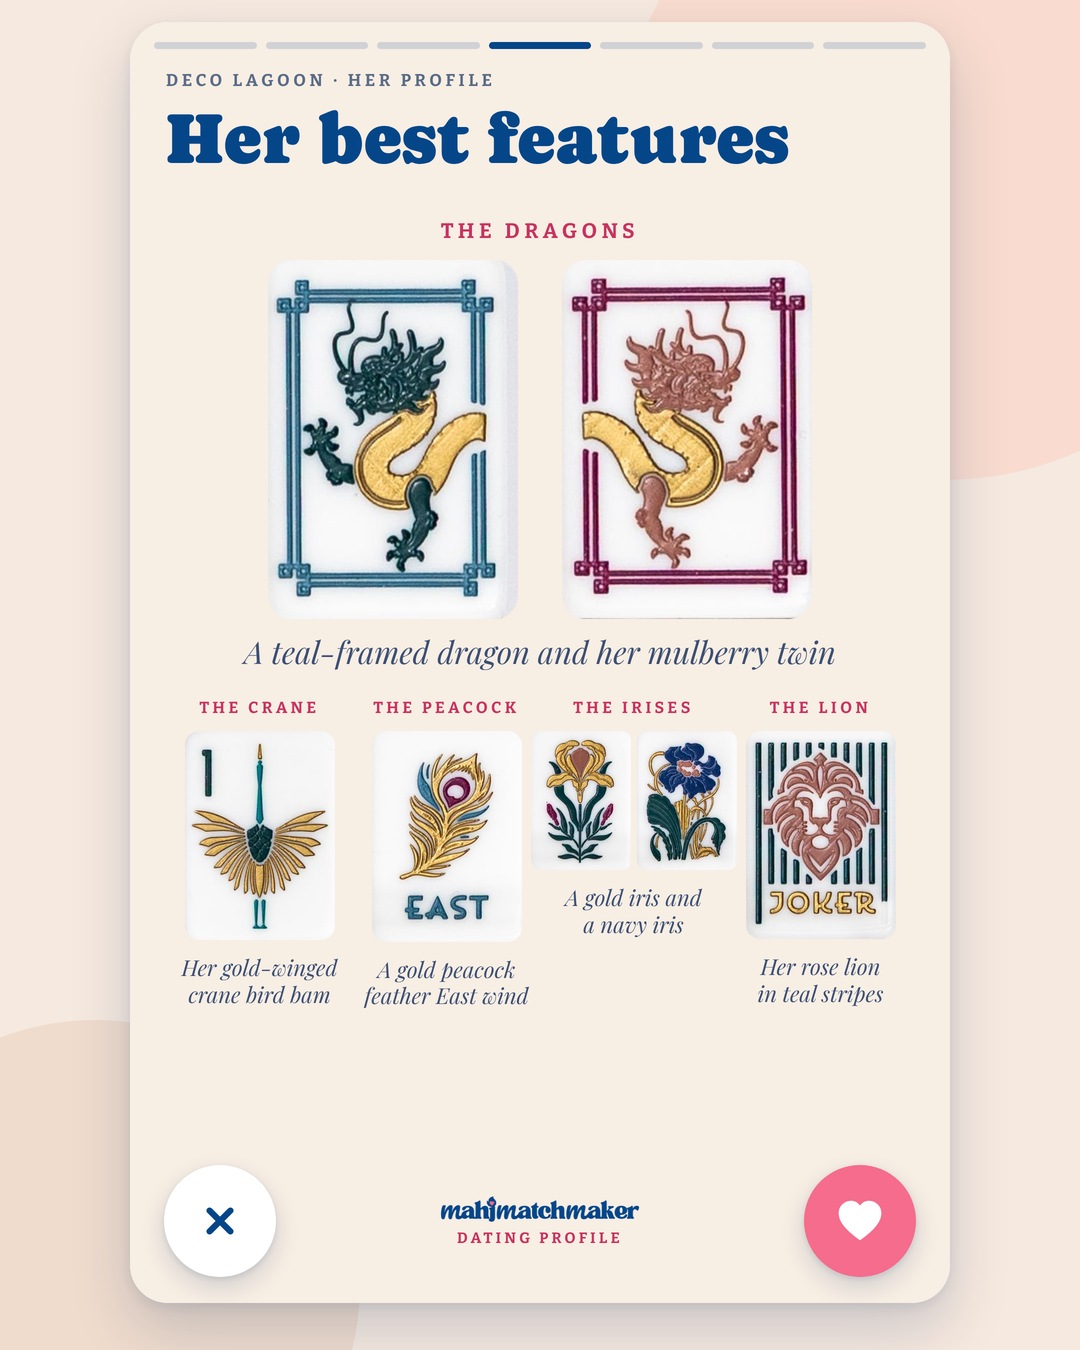 DECO LAGOON · HER PROFILE
Her best features
THE DRAGONS
A teal-framed dragon and her mulberry twin
THE CRANE
1
Her gold-winged
crane bird bam
THE PEACOCK
EAST
A gold peacock
feather East wind
THE IRISES
A gold iris and
a navy iris
THE LION
JOKER
Her rose lion
in teal stripes
mahjmatchmaker
DATING PROFILE